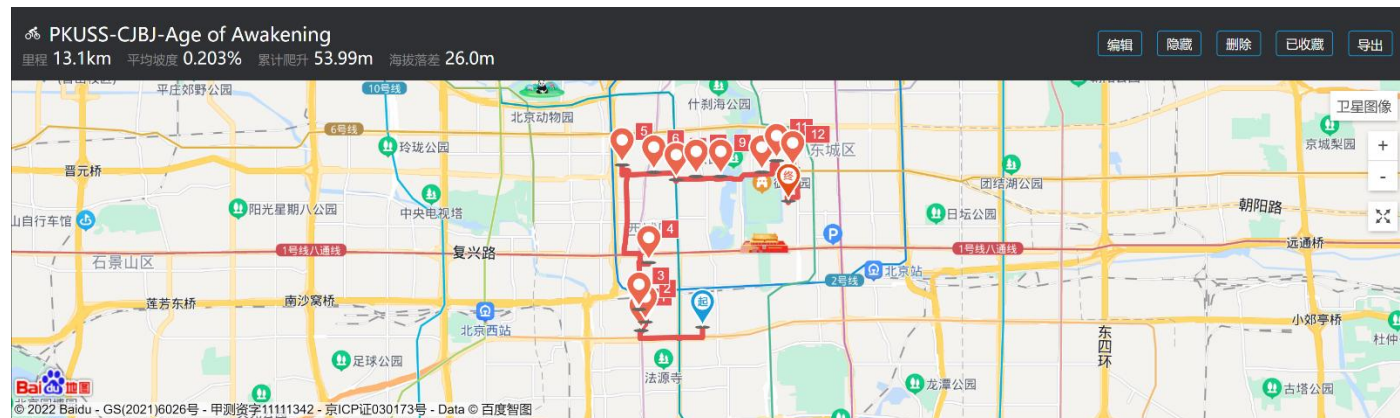 PKUSS-CJBJ-Age of Awakening
里程 13.1km 平均坡度 0.203% 累计爬升 53.99m 海拔落差 26.0m
编辑 隐藏 删除 已收藏 导出
平庄郊野公园
10号线
北京动物园
什刹海公园
卫星图像
6号线
玲珑公园
5
6
9
11
12
东城区
京城梨园
+
晋元桥
团结湖公园
-
终
山自行车馆
阳光星期八公园
中央电视塔
日坛公园
朝阳路
4
P
1号线八通线
复兴路
1号线八通线
远通桥
石景山区
北京站
2号线
3
2
起
莲芳东桥
南沙窝桥
北京西站
小郊亭桥
东四环
杜仲
足球公园
法源寺
龙潭公园
古塔公园
Bai du 地图
© 2022 Baidu - GS(2021)6026号 - 甲测资字11111342 - 京ICP证030173号 - Data © 百度智图